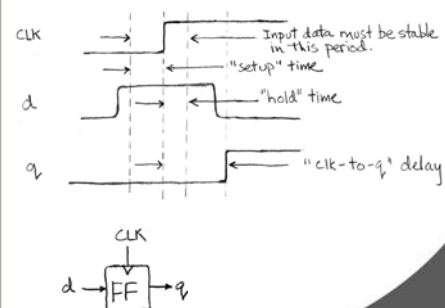 CLK
Input data must be stable
in this period.
"setup" time
d
"hold" time
q
"clk-to-q" delay
CLK
d
FF
q